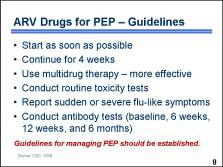 ARV Drugs for PEP – Guidelines
• Start as soon as possible
• Continue for 4 weeks
• Use multidrug therapy – more effective
• Conduct routine toxicity tests
• Report sudden or severe flu-like symptoms
• Conduct antibody tests (baseline, 6 weeks,
12 weeks, and 6 months)
Guidelines for managing PEP should be established.
Source: CDC,
8